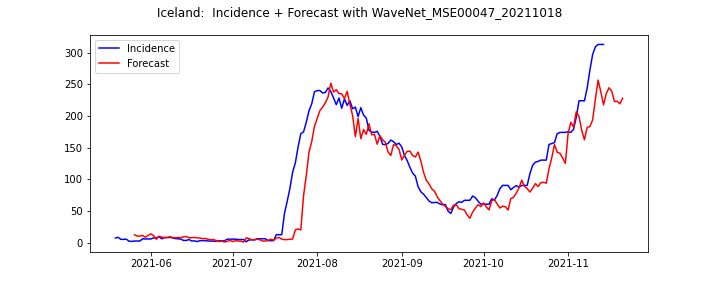 Iceland:  Incidence + Forecast with WaveNet_MSE00047_20211018
Incidence
Forecast
300
250
200
150
100
50
0
2021-06 2021-07 2021-08 2021-09 2021-10 2021-11